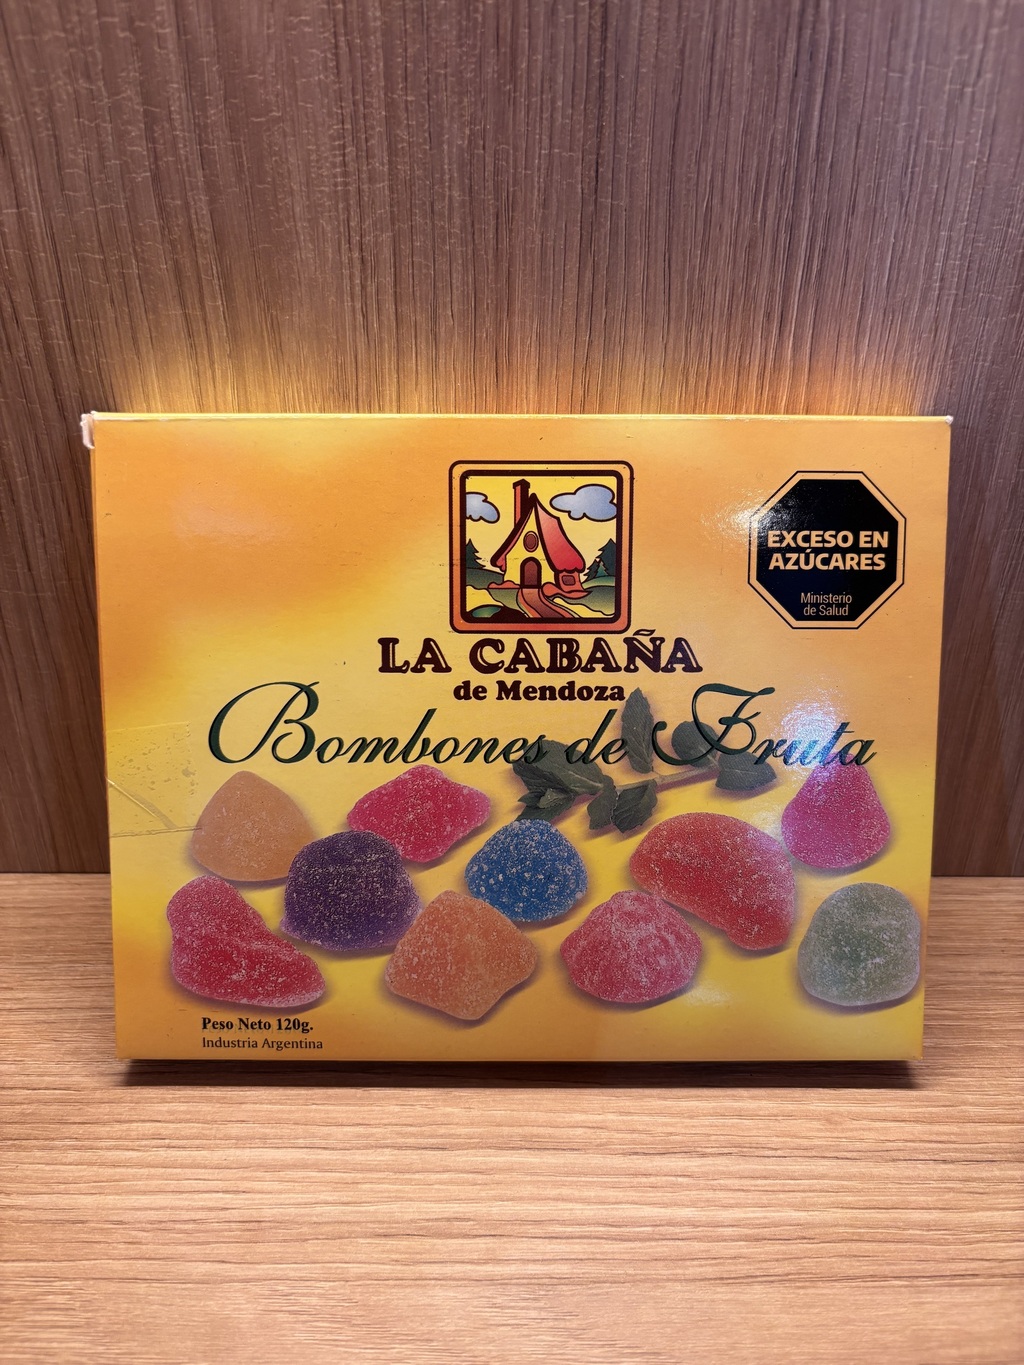 EXCESO EN
AZÚCARES
Ministerio
de Salud
LA CABAÑA
de Mendoza
Bombones de Fruta
Peso Neto 120g.
Industria Argentina